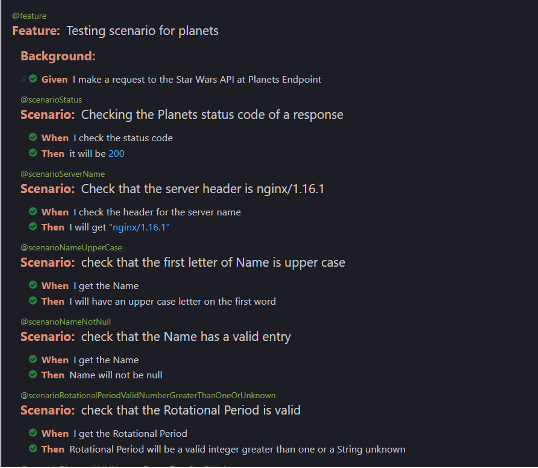 @feature
Feature: Testing scenario for planets
Background:
Given I make a request to the Star Wars API at Planets Endpoint
@scenarioStatus
Scenario: Checking the Planets status code of a response
When I check the status code
Then it will be 200
@scenarioServerName
Scenario: Check that the server header is nginx/1.16.1
When I check the header for the server name
Then I will get "nginx/1.16.1"
@scenarioNameUpperCase
Scenario: check that the first letter of Name is upper case
When I get the Name
Then I will have an upper case letter on the first word
@scenarioNameNotNull
Scenario: check that the Name has a valid entry
When I get the Name
Then Name will not be null
@scenarioRotationalPeriodValidNumberGreaterThanOneOrUnknown
Scenario: check that the Rotational Period is valid
When I get the Rotational Period
Then Rotational Period will be a valid integer greater than one or a String unknown